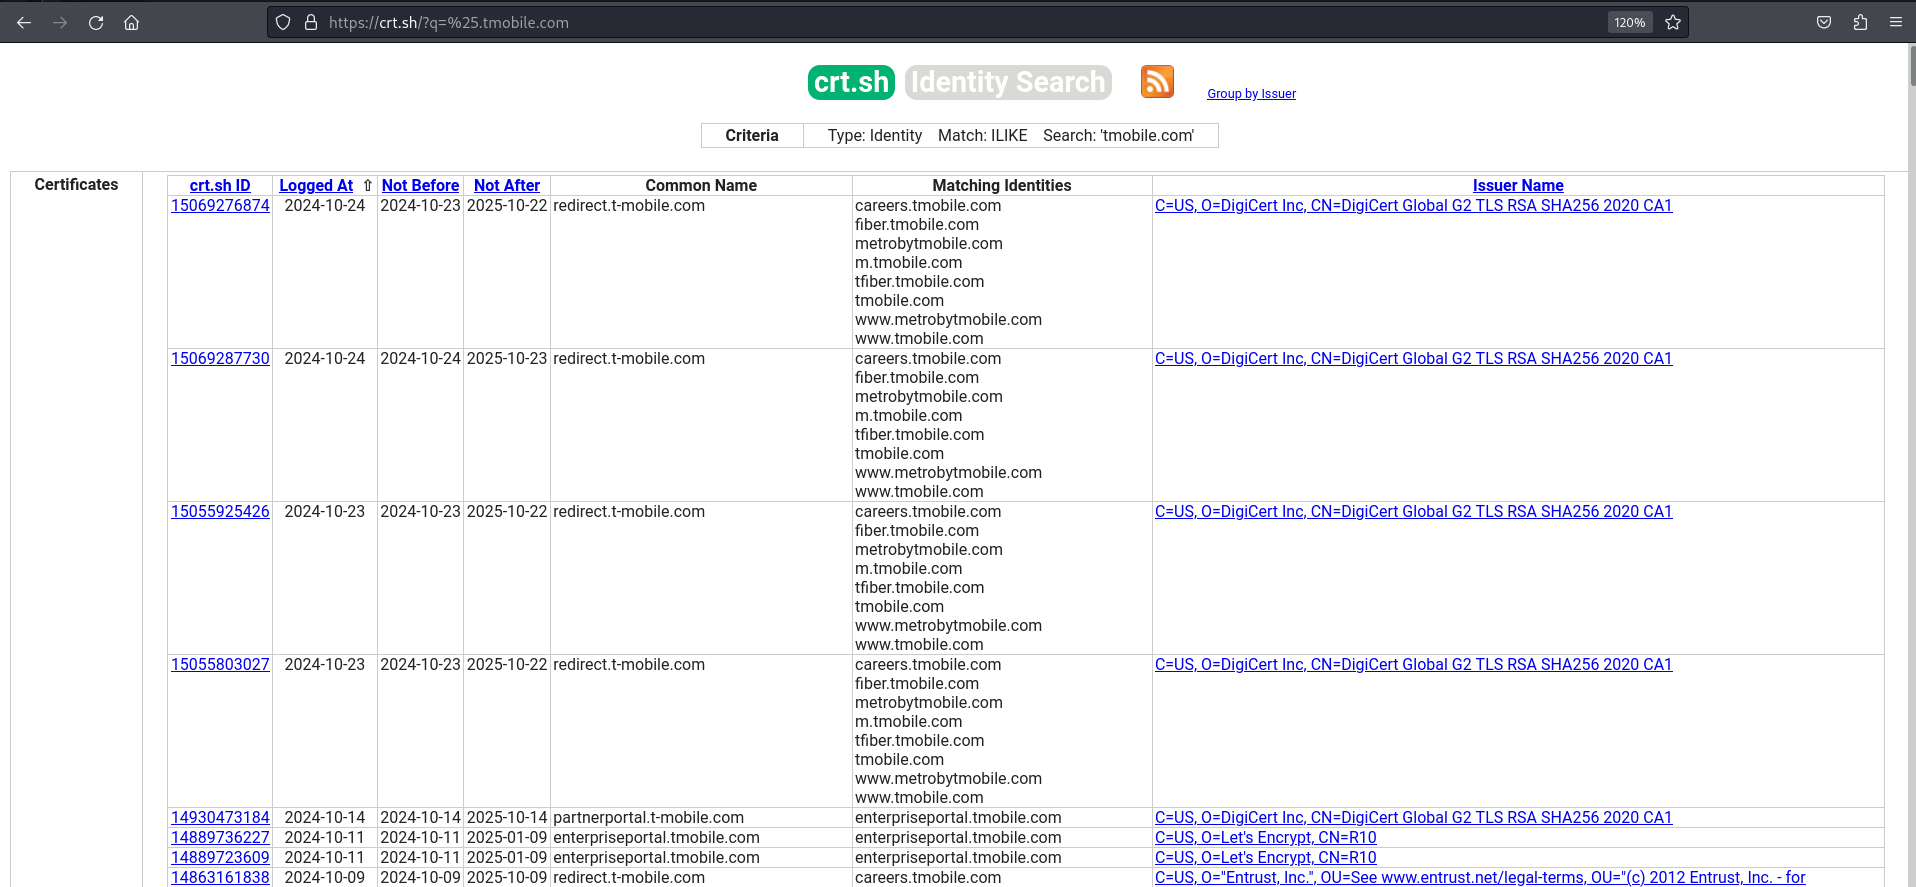 https://crt.sh/?q=%25.tmobile.com 120%
crt.sh Identity Search Group by Issuer
Criteria Type: Identity Match: ILIKE Search: 'tmobile.com'
Certificates crt.sh ID Logged At ⇧ Not Before Not After Common Name Matching Identities Issuer Name
15069276874 2024-10-24 2024-10-23 2025-10-22 redirect.t-mobile.com careers.tmobile.com C=US, O=DigiCert Inc, CN=DigiCert Global G2 TLS RSA SHA256 2020 CA1
fiber.tmobile.com
metrobytmobile.com
m.tmobile.com
tfiber.tmobile.com
tmobile.com
www.metrobytmobile.com
www.tmobile.com
15069287730 2024-10-24 2024-10-24 2025-10-23 redirect.t-mobile.com careers.tmobile.com C=US, O=DigiCert Inc, CN=DigiCert Global G2 TLS RSA SHA256 2020 CA1
fiber.tmobile.com
metrobytmobile.com
m.tmobile.com
tfiber.tmobile.com
tmobile.com
www.metrobytmobile.com
www.tmobile.com
15055925426 2024-10-23 2024-10-23 2025-10-22 redirect.t-mobile.com careers.tmobile.com C=US, O=DigiCert Inc, CN=DigiCert Global G2 TLS RSA SHA256 2020 CA1
fiber.tmobile.com
metrobytmobile.com
m.tmobile.com
tfiber.tmobile.com
tmobile.com
www.metrobytmobile.com
www.tmobile.com
15055803027 2024-10-23 2024-10-23 2025-10-22 redirect.t-mobile.com careers.tmobile.com C=US, O=DigiCert Inc, CN=DigiCert Global G2 TLS RSA SHA256 2020 CA1
fiber.tmobile.com
metrobytmobile.com
m.tmobile.com
tfiber.tmobile.com
tmobile.com
www.metrobytmobile.com
www.tmobile.com
14930473184 2024-10-14 2024-10-14 2025-10-14 partnerportal.t-mobile.com enterpriseportal.tmobile.com C=US, O=DigiCert Inc, CN=DigiCert Global G2 TLS RSA SHA256 2020 CA1
14889736227 2024-10-11 2024-10-11 2025-01-09 enterpriseportal.tmobile.com enterpriseportal.tmobile.com C=US, O=Let's Encrypt, CN=R10
14889723609 2024-10-11 2024-10-11 2025-01-09 enterpriseportal.tmobile.com enterpriseportal.tmobile.com C=US, O=Let's Encrypt, CN=R10
14863161838 2024-10-09 2024-10-09 2025-10-09 redirect.t-mobile.com careers.tmobile.com C=US, O="Entrust, Inc.", OU=See www.entrust.net/legal-terms, OU="(c) 2012 Entrust, Inc. - for